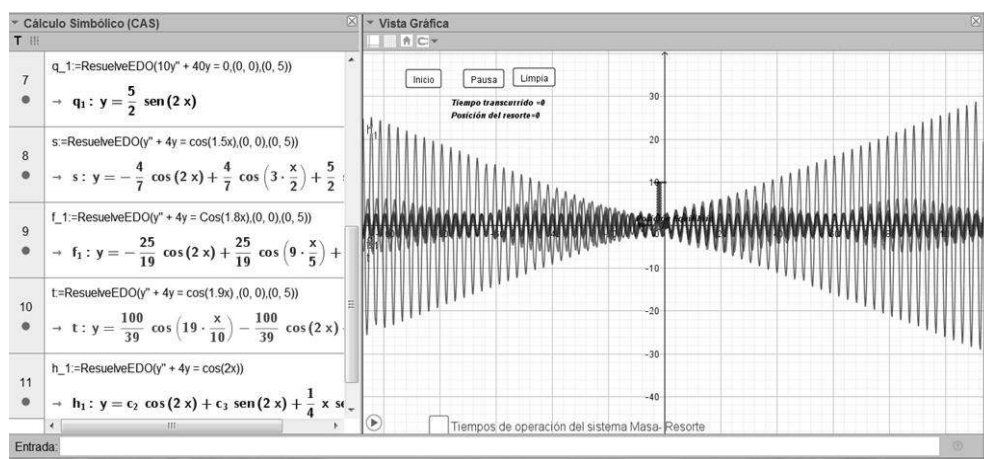 Cálculo Simbólico (CAS)
T
7
q_1:=ResuelveEDO(10y'' + 40y = 0,(0, 0),(0, 5))
→ q₁ : y = 5/2 sen (2 x)
8
s:=ResuelveEDO(y'' + 4y = cos(1.5x),(0, 0),(0, 5))
→ s : y = − 4/7 cos (2 x) + 4/7 cos (3 · x/2) + 5/2
9
f_1:=ResuelveEDO(y'' + 4y = Cos(1.8x),(0, 0),(0, 5))
→ f₁ : y = − 25/19 cos (2 x) + 25/19 cos (9 · x/5) +
10
t:=ResuelveEDO(y'' + 4y = cos(1.9x) ,(0, 0),(0, 5))
→ t : y = 100/39 cos (19 · x/10) − 100/39 cos (2 x)
11
h_1:=ResuelveEDO(y'' + 4y = cos(2x))
→ h₁ : y = c₂ cos (2 x) + c₃ sen (2 x) + 1/4 x se
Vista Gráfica
Inicio Pausa Limpia
Tiempo transcurrido =0
Posición del resorte=0
30
20
10
-10
-20
-30
-40
t
Tiempos de operación del sistema Masa- Resorte
Entrada: